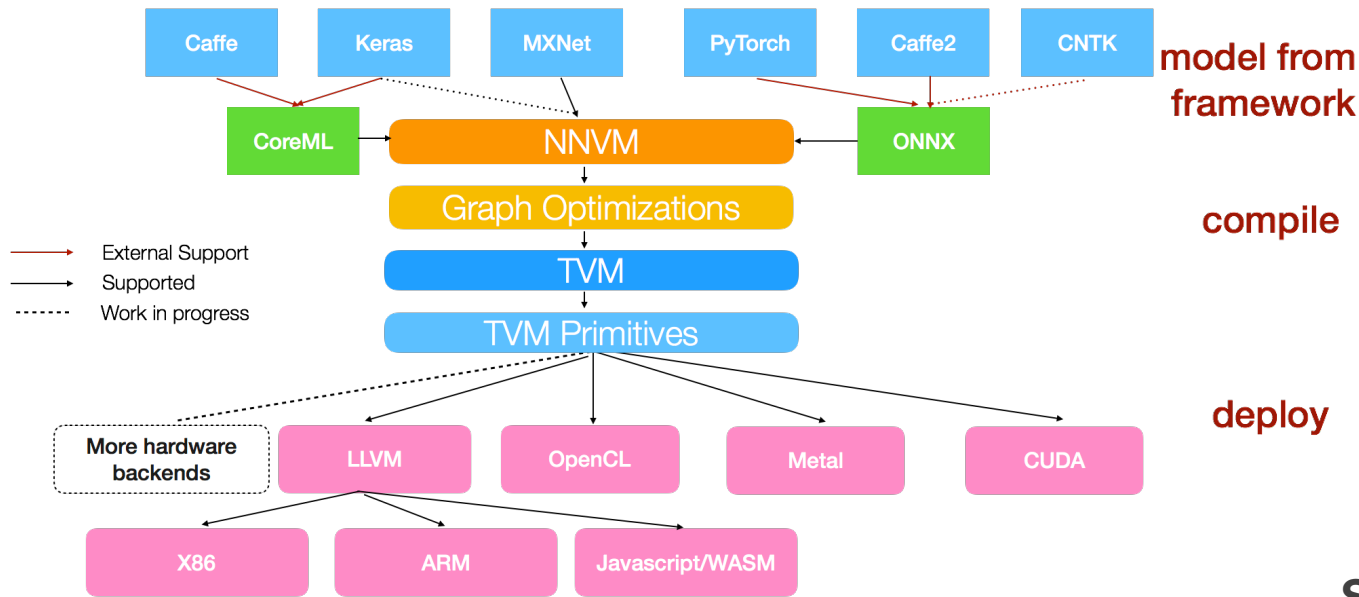 Caffe
Keras
MXNet
PyTorch
Caffe2
CNTK
model from
framework
CoreML
NNVM
ONNX
Graph Optimizations
compile
External Support
Supported
Work in progress
TVM
TVM Primitives
deploy
More hardware
backends
LLVM
OpenCL
Metal
CUDA
X86
ARM
Javascript/WASM